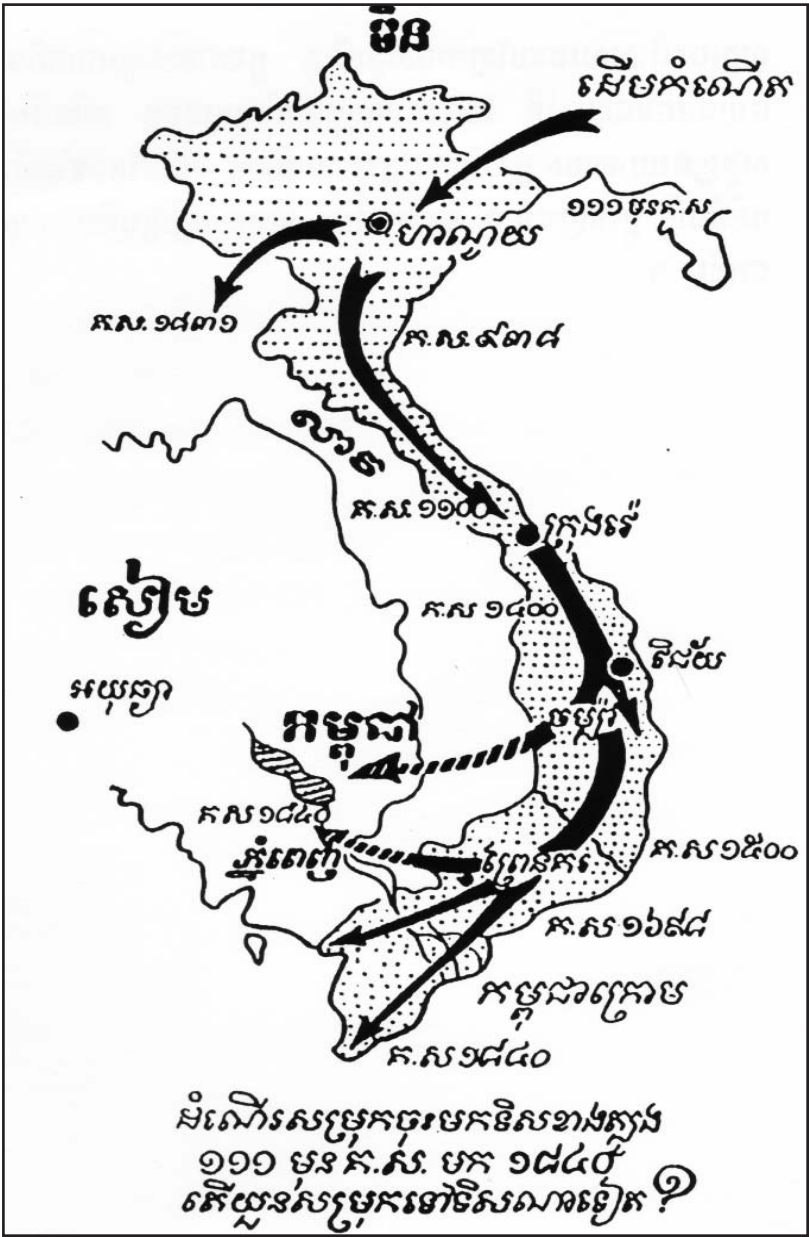 ចិន
ដើមកំណើត
១១១មុនគ.ស
ហាណូយ
គ.ស.១៨៣១
គ.ស.៩៣៨
លាវ
គ.ស.១១០០
ក្រុងវ៉េ
សៀម
គ.ស ១៤០០
វិជ័យ
អយុធ្យា
កម្ពុជា
ចម្ប៉ា
គ.ស ១៨៤០
ភ្នំពេញ
ព្រៃនគរ
គ.ស ១៥០០
គ.ស ១៦៩៨
កម្ពុជាក្រោម
គ.ស ១៨៤០
ដំណើរសម្រុកចុះមកទិសខាងត្បូង
១១១ មុន គ.ស. មក ១៨៤០
តើយួនសម្រុកទៅទិសណាទៀត ?